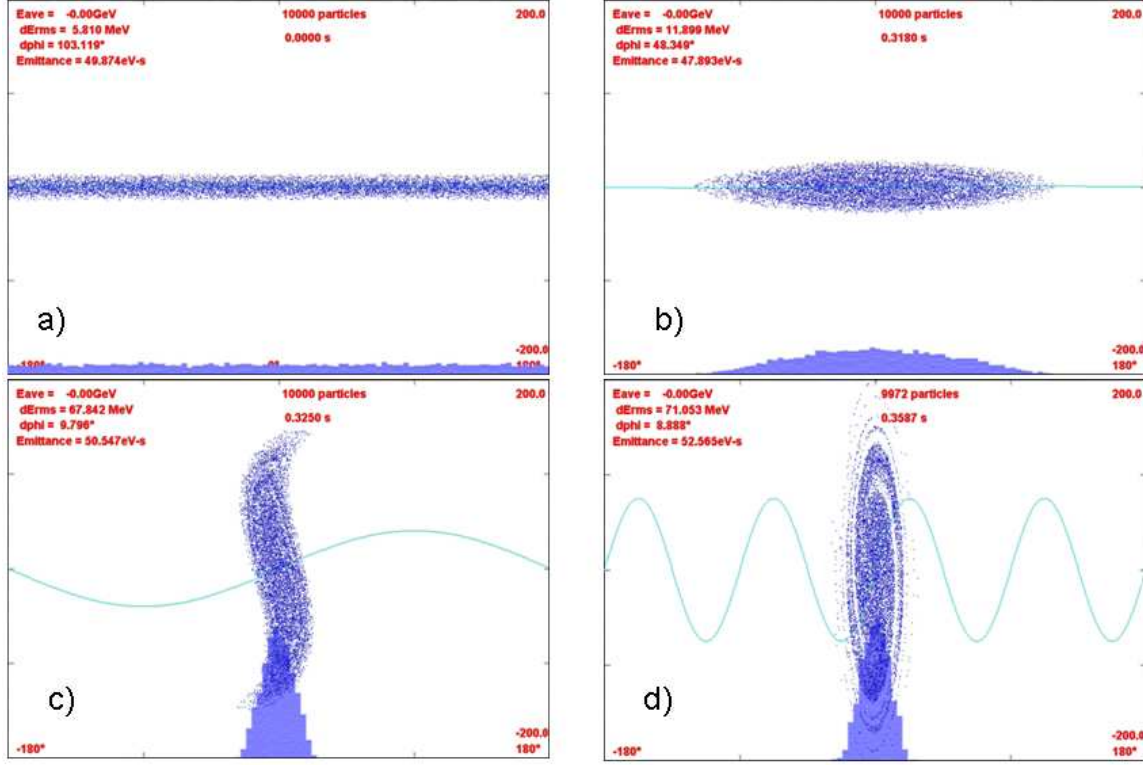 Eave = -0.00GeV
10000 particles
200.0
dErms = 5.810 MeV
0.0000 s
dphi = 103.119°
Emittance = 49.874eV-s
a)
-200.0
-180°
0°
180°
Eave = -0.00GeV
10000 particles
200.0
dErms = 11.899 MeV
0.3180 s
dphi = 48.349°
Emittance = 47.893eV-s
b)
-200.0
-180°
180°
Eave = -0.00GeV
10000 particles
200.0
dErms = 67.842 MeV
0.3250 s
dphi = 9.796°
Emittance = 50.547eV-s
c)
-200.0
-180°
180°
Eave = -0.00GeV
9972 particles
200.0
dErms = 71.053 MeV
0.3587 s
dphi = 8.888°
Emittance = 52.565eV-s
d)
-200.0
-180°
180°